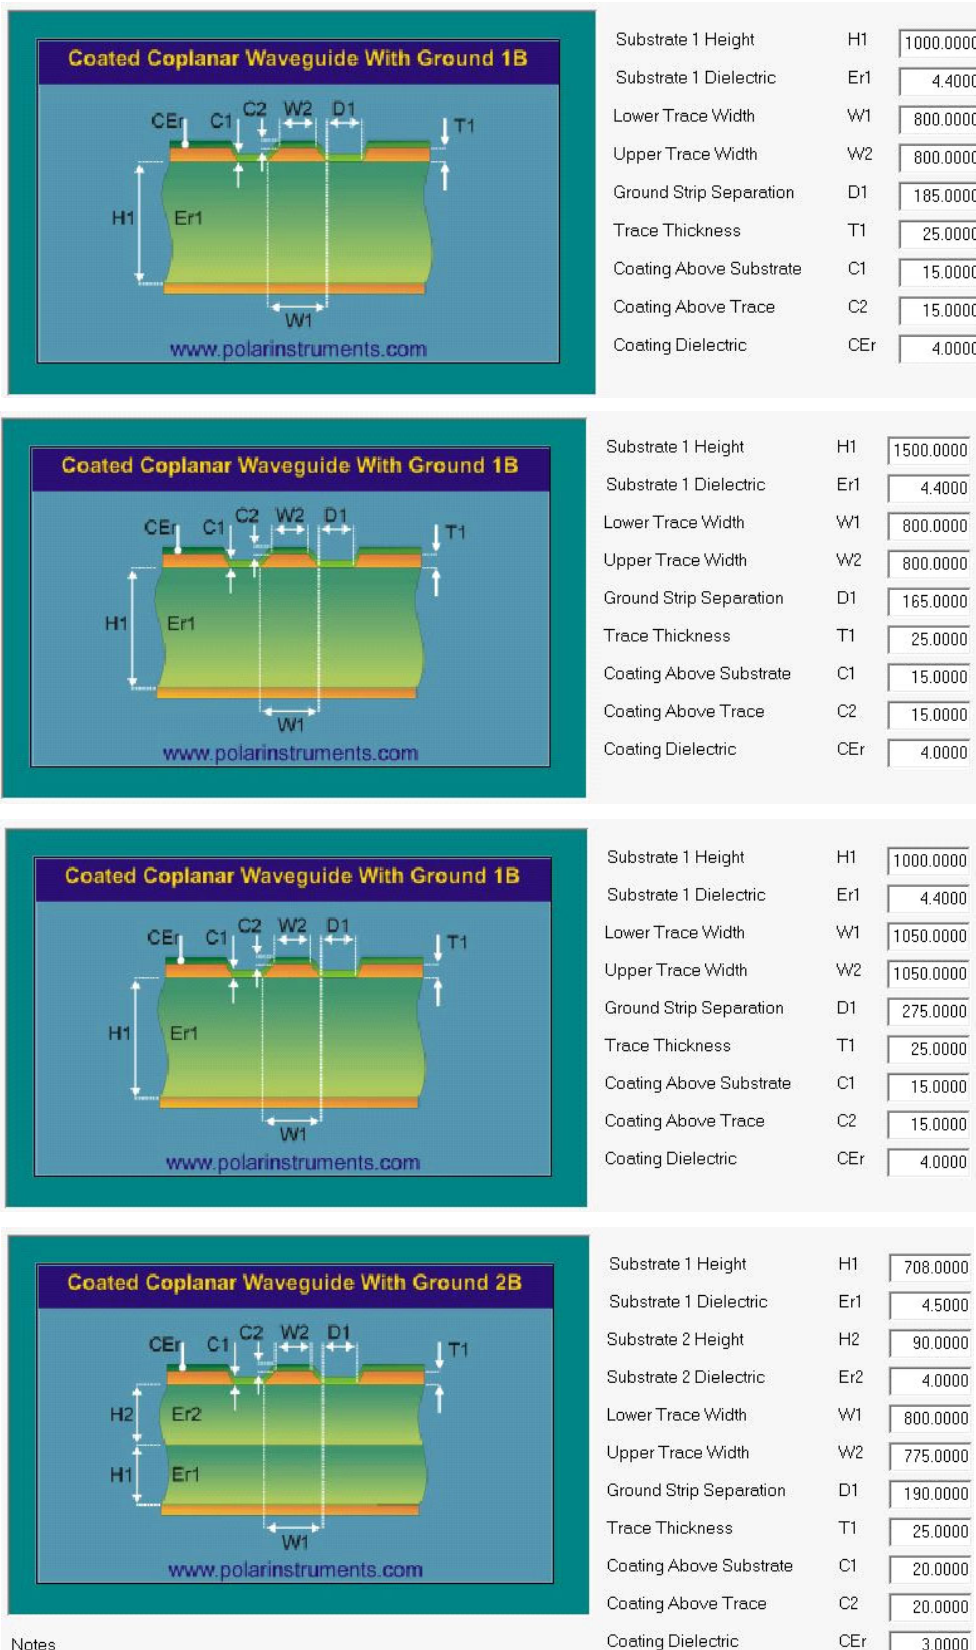 Coated Coplanar Waveguide With Ground 1B
CEr C1 C2 W2 D1 T1
H1 Er1
W1
www.polarinstruments.com
Substrate 1 Height H1 1000.0000
Substrate 1 Dielectric Er1 4.4000
Lower Trace Width W1 800.0000
Upper Trace Width W2 800.0000
Ground Strip Separation D1 185.0000
Trace Thickness T1 25.0000
Coating Above Substrate C1 15.0000
Coating Above Trace C2 15.0000
Coating Dielectric CEr 4.0000
Coated Coplanar Waveguide With Ground 1B
CEr C1 C2 W2 D1 T1
H1 Er1
W1
www.polarinstruments.com
Substrate 1 Height H1 1500.0000
Substrate 1 Dielectric Er1 4.4000
Lower Trace Width W1 800.0000
Upper Trace Width W2 800.0000
Ground Strip Separation D1 165.0000
Trace Thickness T1 25.0000
Coating Above Substrate C1 15.0000
Coating Above Trace C2 15.0000
Coating Dielectric CEr 4.0000
Coated Coplanar Waveguide With Ground 1B
CEr C1 C2 W2 D1 T1
H1 Er1
W1
www.polarinstruments.com
Substrate 1 Height H1 1000.0000
Substrate 1 Dielectric Er1 4.4000
Lower Trace Width W1 1050.0000
Upper Trace Width W2 1050.0000
Ground Strip Separation D1 275.0000
Trace Thickness T1 25.0000
Coating Above Substrate C1 15.0000
Coating Above Trace C2 15.0000
Coating Dielectric CEr 4.0000
Coated Coplanar Waveguide With Ground 2B
CEr C1 C2 W2 D1 T1
H2 Er2
H1 Er1
W1
www.polarinstruments.com
Substrate 1 Height H1 708.0000
Substrate 1 Dielectric Er1 4.5000
Substrate 2 Height H2 90.0000
Substrate 2 Dielectric Er2 4.0000
Lower Trace Width W1 800.0000
Upper Trace Width W2 775.0000
Ground Strip Separation D1 190.0000
Trace Thickness T1 25.0000
Coating Above Substrate C1 20.0000
Coating Above Trace C2 20.0000
Coating Dielectric CEr 3.0000
Notes